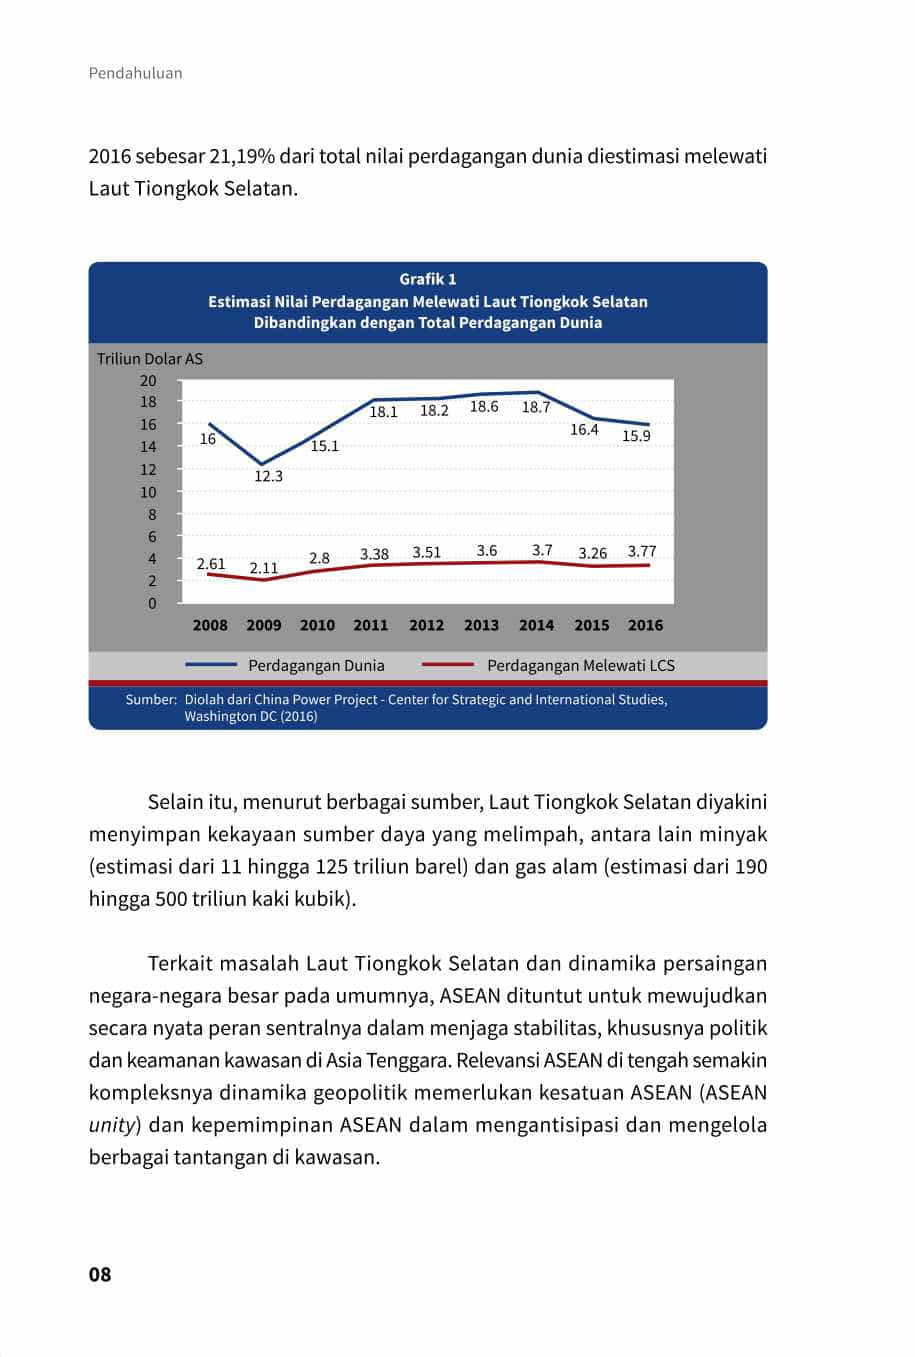 Pendahuluan
2016 sebesar 21,19% dari total nilai perdagangan dunia diestimasi melewati
Laut Tiongkok Selatan.
Grafik 1
Estimasi Nilai Perdagangan Melewati Laut Tiongkok Selatan
Dibandingkan dengan Total Perdagangan Dunia
Triliun Dolar AS
20
18
16
14
12
10
8
6
4
2
0
16 12.3 15.1 18.1 18.2 18.6 18.7 16.4 15.9
2.61 2.11 2.8 3.38 3.51 3.6 3.7 3.26 3.77
2008 2009 2010 2011 2012 2013 2014 2015 2016
Perdagangan Dunia Perdagangan Melewati LCS
Sumber: Diolah dari China Power Project - Center for Strategic and International Studies,
Washington DC (2016)
Selain itu, menurut berbagai sumber, Laut Tiongkok Selatan diyakini
menyimpan kekayaan sumber daya yang melimpah, antara lain minyak
(estimasi dari 11 hingga 125 triliun barel) dan gas alam (estimasi dari 190
hingga 500 triliun kaki kubik).
Terkait masalah Laut Tiongkok Selatan dan dinamika persaingan
negara-negara besar pada umumnya, ASEAN dituntut untuk mewujudkan
secara nyata peran sentralnya dalam menjaga stabilitas, khususnya politik
dan keamanan kawasan di Asia Tenggara. Relevansi ASEAN di tengah semakin
kompleksnya dinamika geopolitik memerlukan kesatuan ASEAN (ASEAN
unity) dan kepemimpinan ASEAN dalam mengantisipasi dan mengelola
berbagai tantangan di kawasan.
08